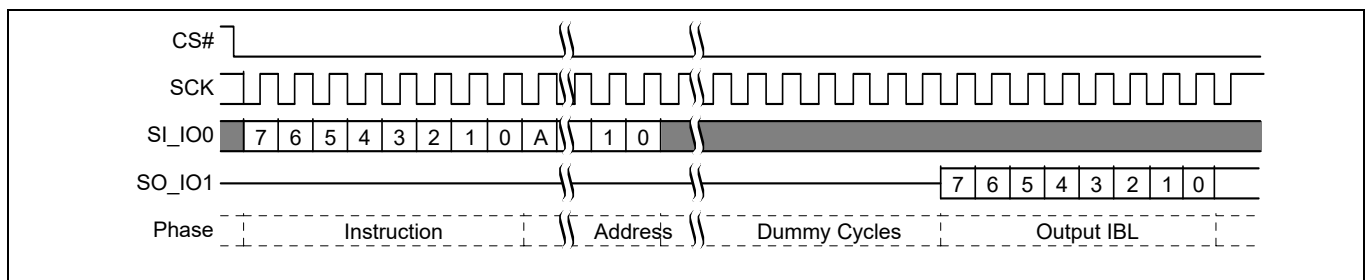 CS#
SCK
SI_IO0 7 6 5 4 3 2 1 0 A 1 0
SO_IO1 7 6 5 4 3 2 1 0
Phase Instruction Address Dummy Cycles Output IBL